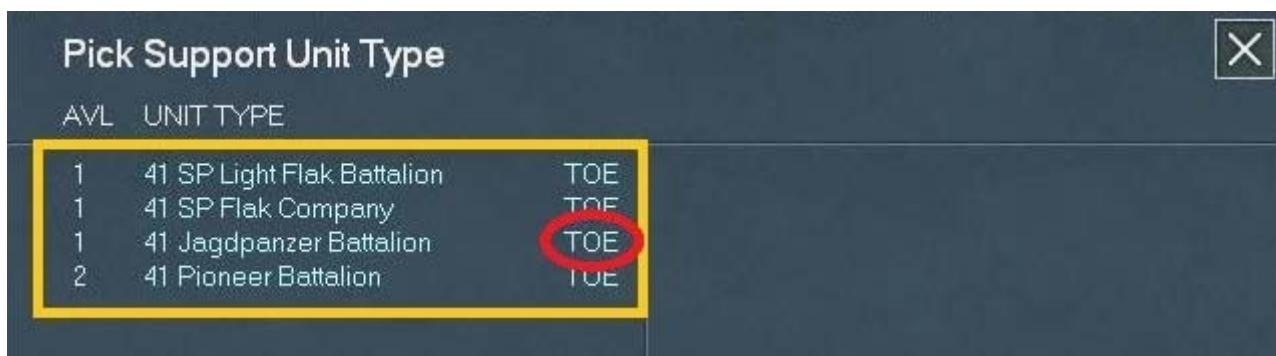 Pick Support Unit Type
AVL UNIT TYPE
1 41 SP Light Flak Battalion TOE
1 41 SP Flak Company TOE
1 41 Jagdpanzer Battalion TOE
2 41 Pioneer Battalion TOE